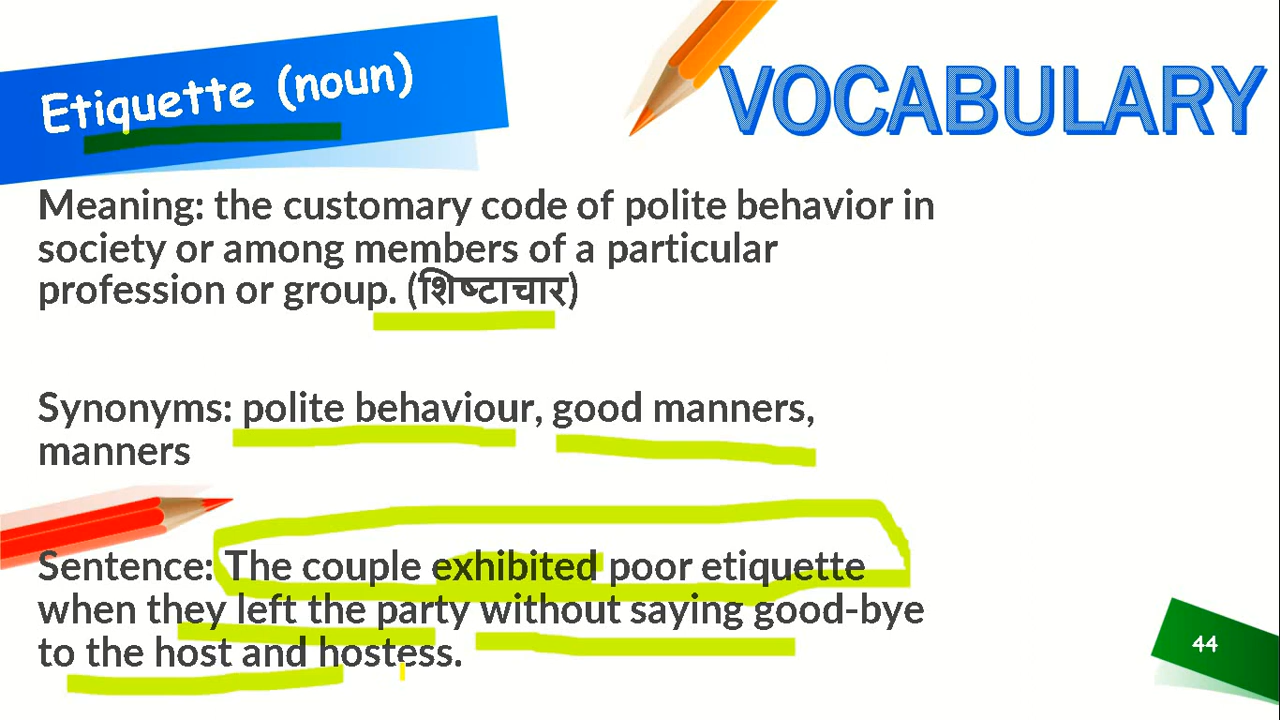 Etiquette (noun)
VOCABULARY
Meaning: the customary code of polite behavior in
society or among members of a particular
profession or group. (शिष्टाचार)
Synonyms: polite behaviour, good manners,
manners
Sentence: The couple exhibited poor etiquette
when they left the party without saying good-bye
to the host and hostess.
44